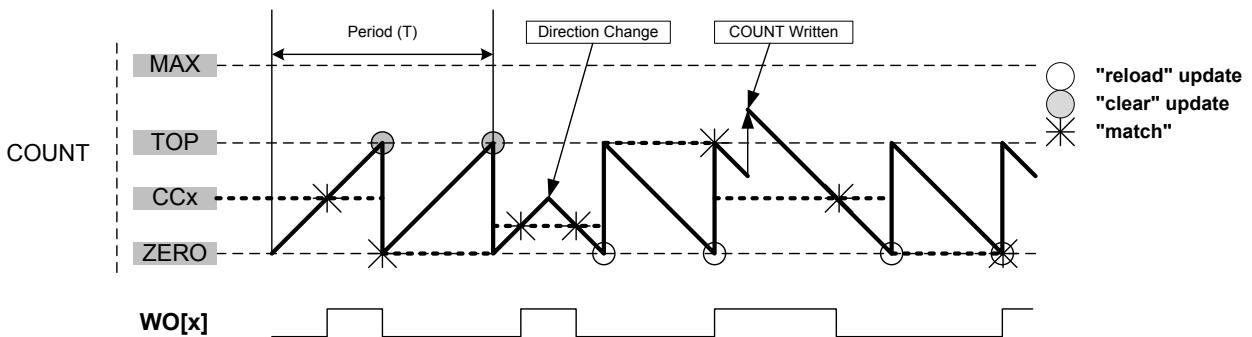 Period (T)
Direction Change
COUNT Written
MAX
"reload" update
"clear" update
TOP
"match"
COUNT
CCx
ZERO
WO[x]